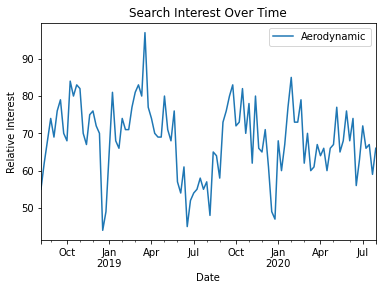 Search Interest Over Time
Aerodynamic
Relative Interest
90
80
70
60
50
Oct Jan Apr Jul Oct Jan Apr Jul
2019 2020
Date